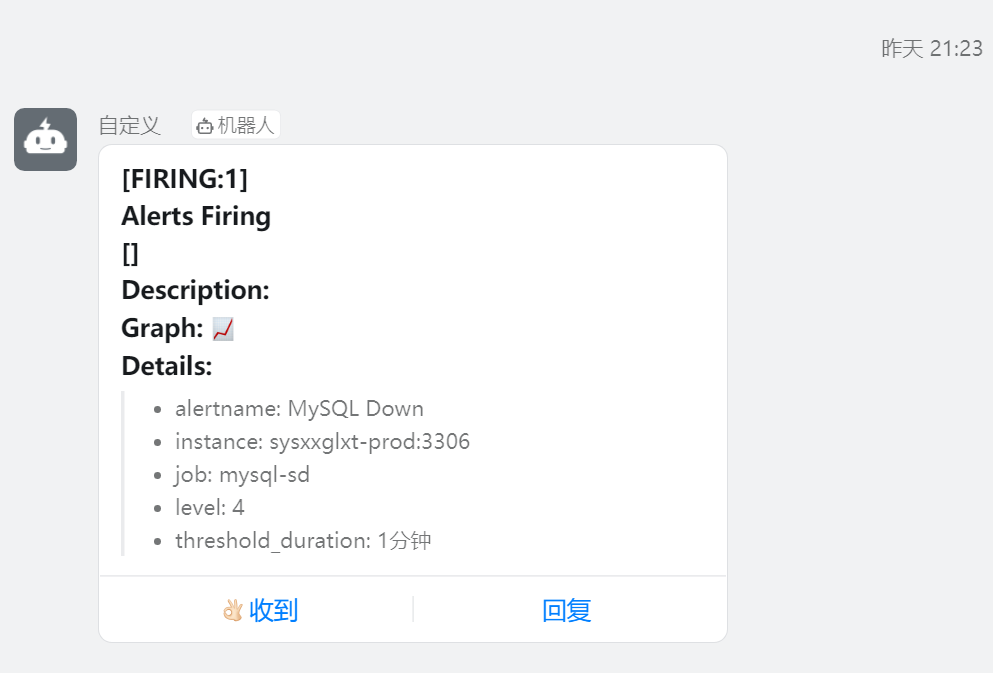 昨天 21:23
自定义 机器人
[FIRING:1]
Alerts Firing
[]
Description:
Graph: 📈
Details:
• alertname: MySQL Down
• instance: sysxxglxt-prod:3306
• job: mysql-sd
• level: 4
• threshold_duration: 1分钟
👌🏻收到 回复